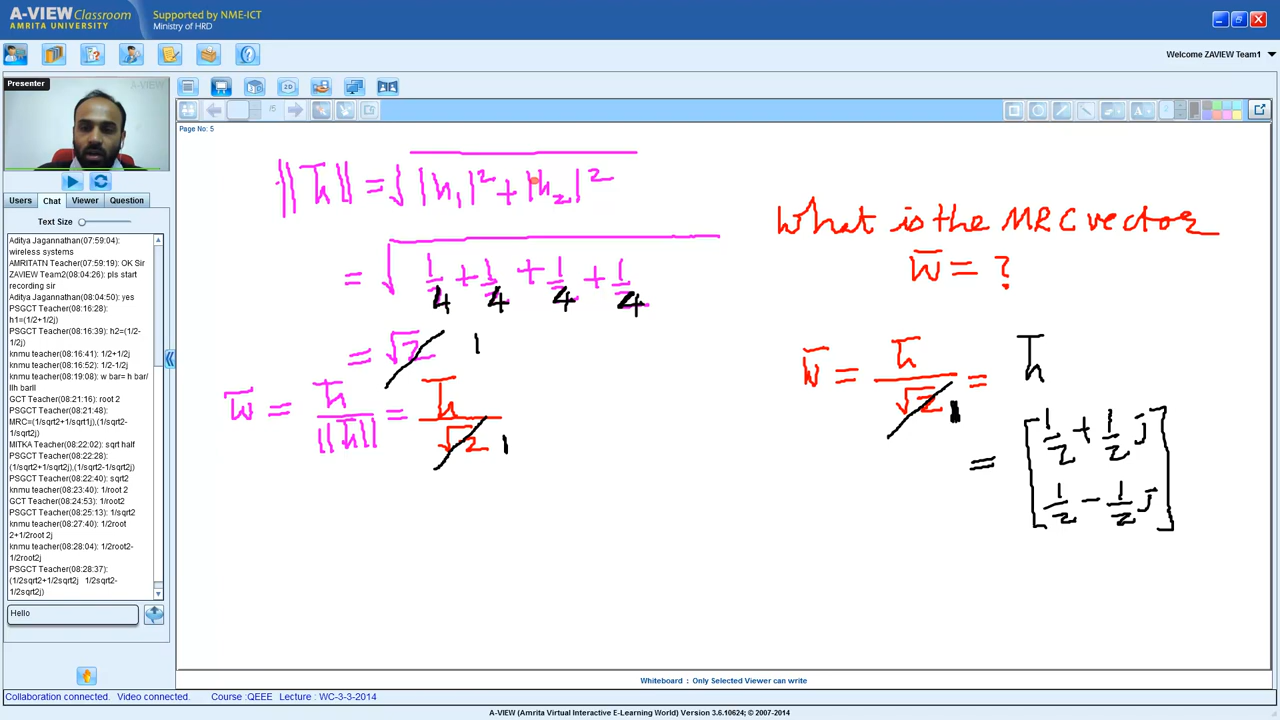 A-VIEW Classroom
AMRITA UNIVERSITY
Supported by NME-ICT
Ministry of HRD
Welcome ZAVIEW Team1
Presenter
/5
2
Page No: 5
Users Chat Viewer Question
Text Size
Aditya Jagannathan(07:59:04):
wireless systems
AMRITATN Teacher(07:59:19): OK Sir
ZAVIEW Team2(08:04:26): pls start
recording sir
Aditya Jagannathan(08:04:50): yes
PSGCT Teacher(08:16:28):
h1=(1/2+1/2j)
PSGCT Teacher(08:16:39): h2=(1/2-
1/2j)
knmu teacher(08:16:41): 1/2+1/2j
knmu teacher(08:16:58): 1/2-1/2j
knmu teacher(08:19:08): w bar= h bar/
llh barll
GCT Teacher(08:21:16): root 2
PSGCT Teacher(08:21:48):
MRC=(1/sqrt2+1/sqrt1j),(1/sqrt2-
1/sqrt2j)
MITKA Teacher(08:22:02): sqrt half
PSGCT Teacher(08:22:28):
(1/sqrt2+1/sqrt2j),(1/sqrt2-1/sqrt2j)
PSGCT Teacher(08:22:40): sqrt2
knmu teacher(08:23:40): 1/root 2
GCT Teacher(08:24:53): 1/root2
PSGCT Teacher(08:25:13): 1/sqrt2
knmu teacher(08:27:40): 1/2root
2+1/2root 2j
knmu teacher(08:28:04): 1/2root2-
1/2root2j
PSGCT Teacher(08:28:37):
(1/2sqrt2+1/2sqrt2j 1/2sqrt2-
1/2sqrt2j)
Hello
||h̅|| = √|h₁|² + |h₂|²
= √1/4 + 1/4 + 1/4 + 1/4
= √2 1
w̅ = h̅/||h̅|| = h̅/√2 1
What is the MRC vector
w̅ = ?
w̅ = h̅/√2 1 = h̅
= [1/2 + 1/2 j
1/2 - 1/2 j]
Whiteboard : Only Selected Viewer can write
Collaboration connected. Video connected. Course :QEEE Lecture : WC-3-3-2014
A-VIEW (Amrita Virtual Interactive E-Learning World) Version 3.6.10624; © 2007-2014